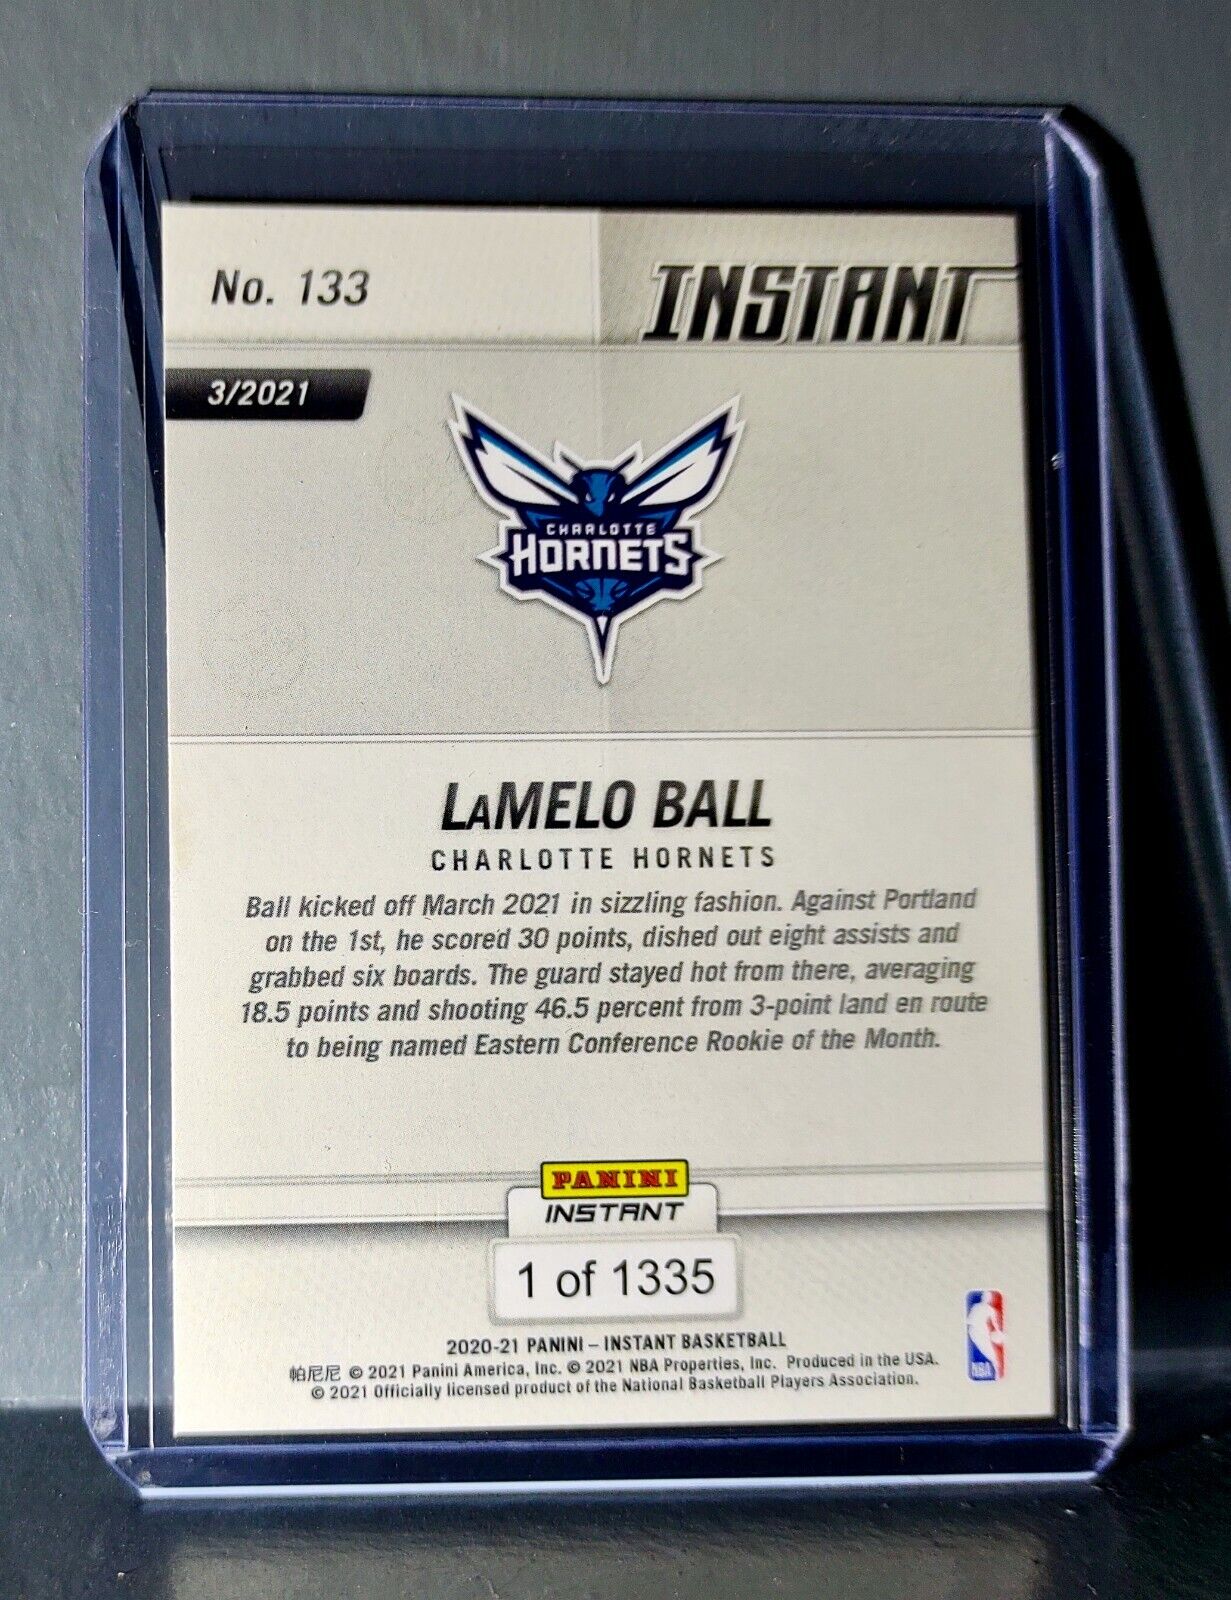 No. 133
INSTANT
3/2021
CHARLOTTE
HORNETS
LaMELO BALL
CHARLOTTE HORNETS
Ball kicked off March 2021 in sizzling fashion. Against Portland
on the 1st, he scored 30 points, dished out eight assists and
grabbed six boards. The guard stayed hot from there, averaging
18.5 points and shooting 46.5 percent from 3-point land en route
to being named Eastern Conference Rookie of the Month.
PANINI
INSTANT
1 of 1335
2020-21 PANINI – INSTANT BASKETBALL
帕尼尼 © 2021 Panini America, Inc. © 2021 NBA Properties, Inc. Produced in the USA.
© 2021 Officially licensed product of the National Basketball Players Association.
NBA